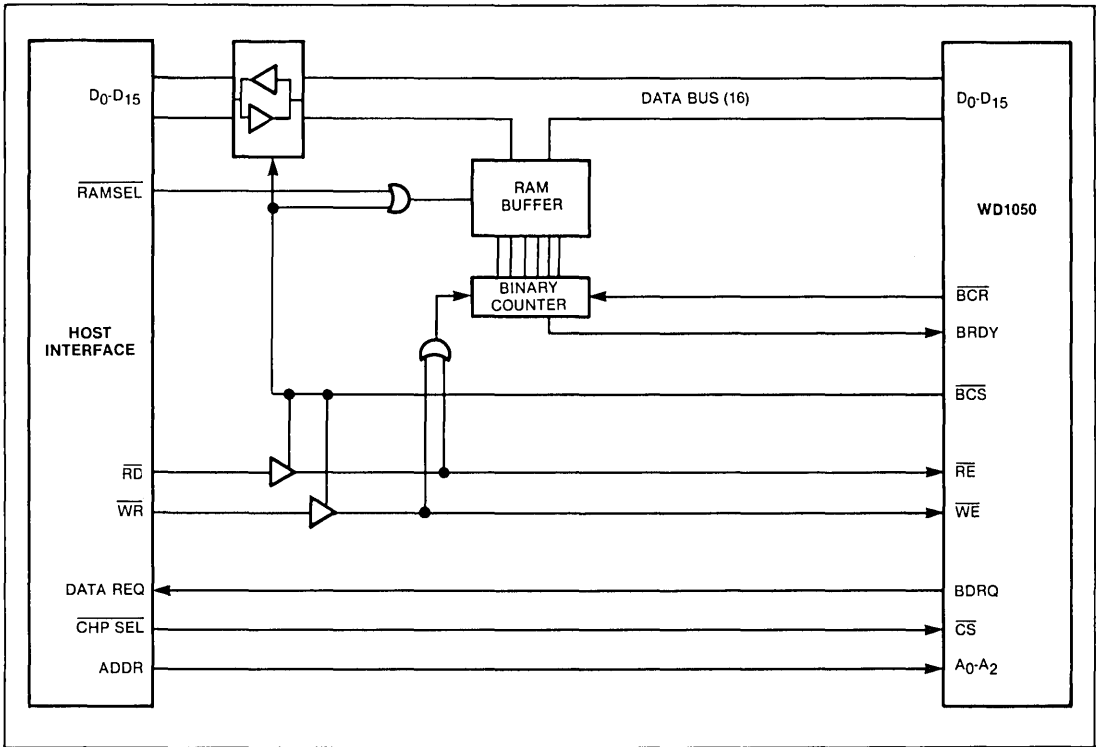 D0-D15
DATA BUS (16)
D0-D15
RAMSEL
RAM
BUFFER
WD1050
BINARY
COUNTER
BCR
HOST
INTERFACE
BRDY
BCS
RD
RE
WR
WE
DATA REQ
BDRQ
CHP SEL
CS
ADDR
A0-A2